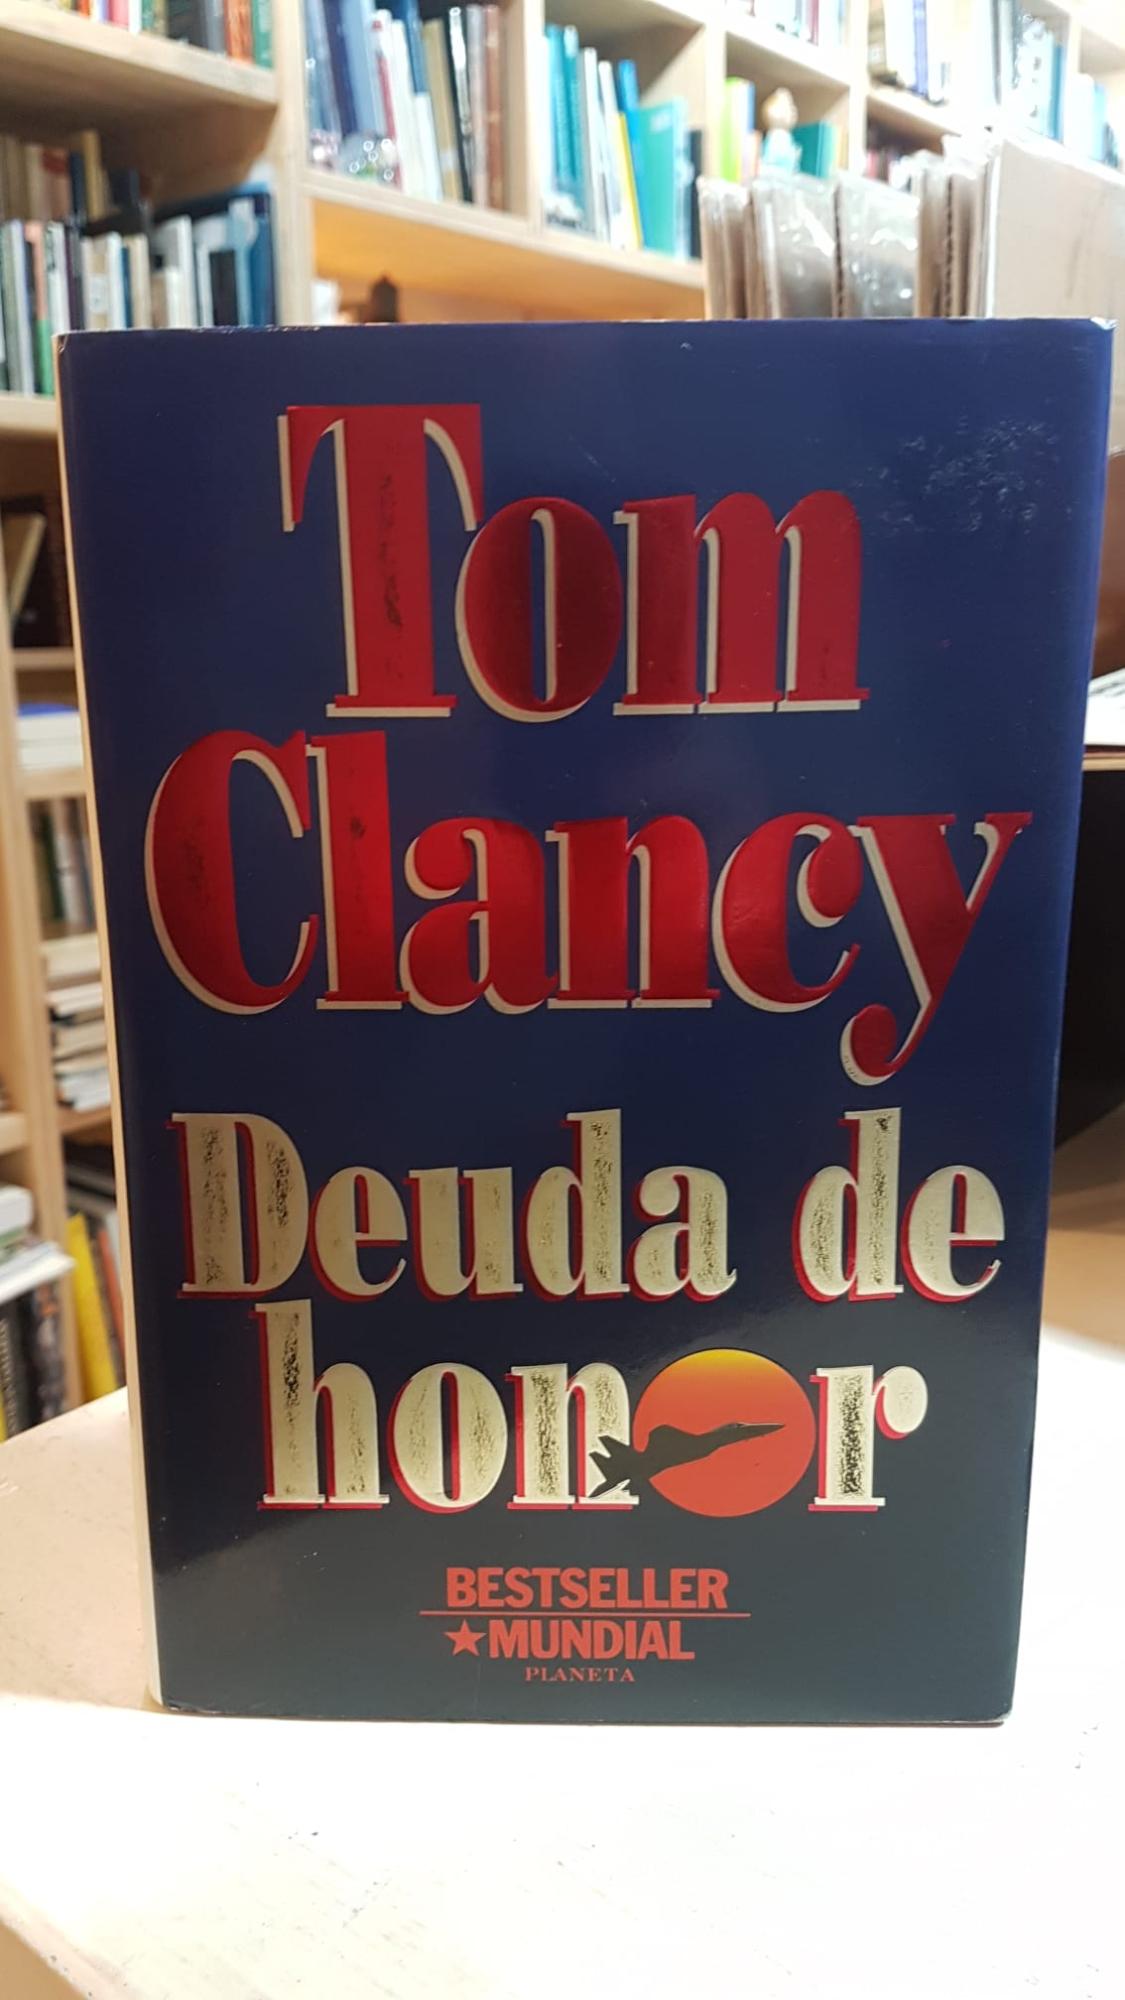 Tom
Clancy
Deuda de
honor
BESTSELLER
MUNDIAL
PLANETA